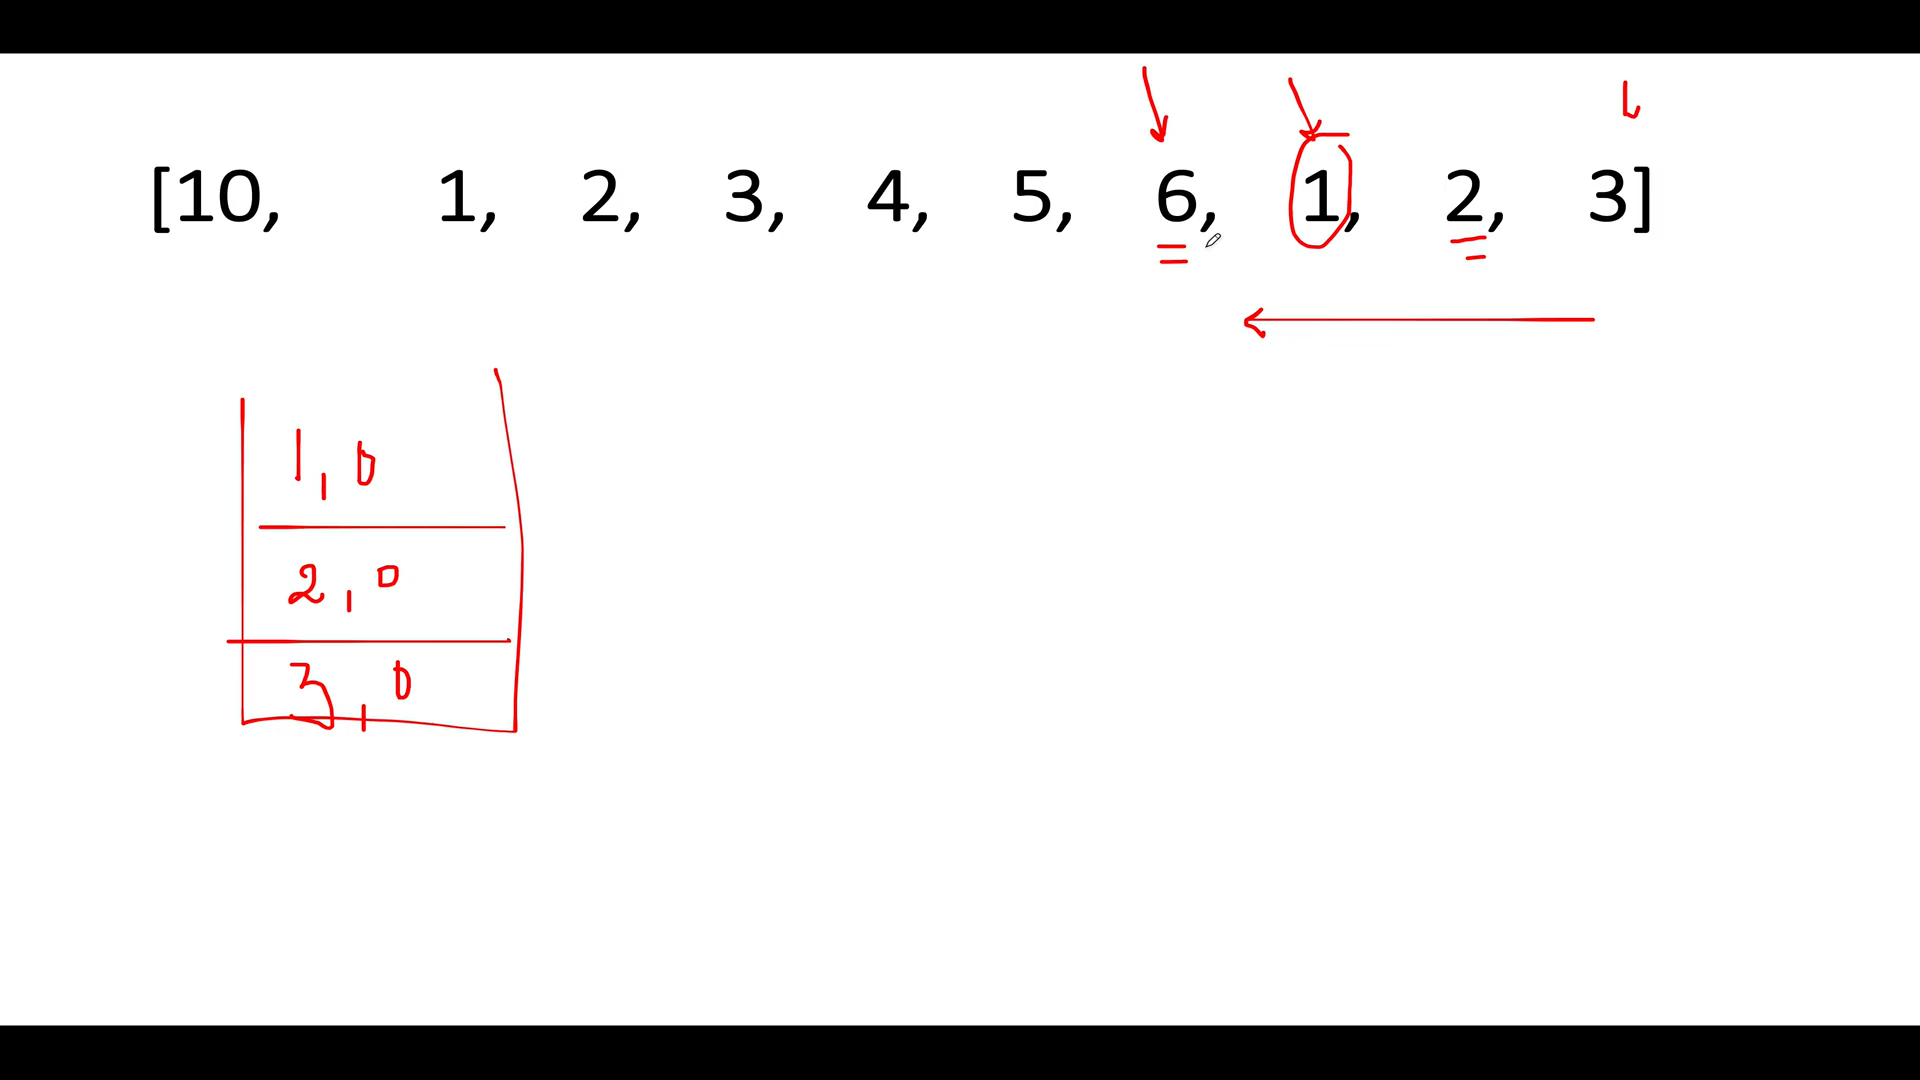 [10, 1, 2, 3, 4, 5, 6, 1, 2, 3]
1,0
2,0
3,0